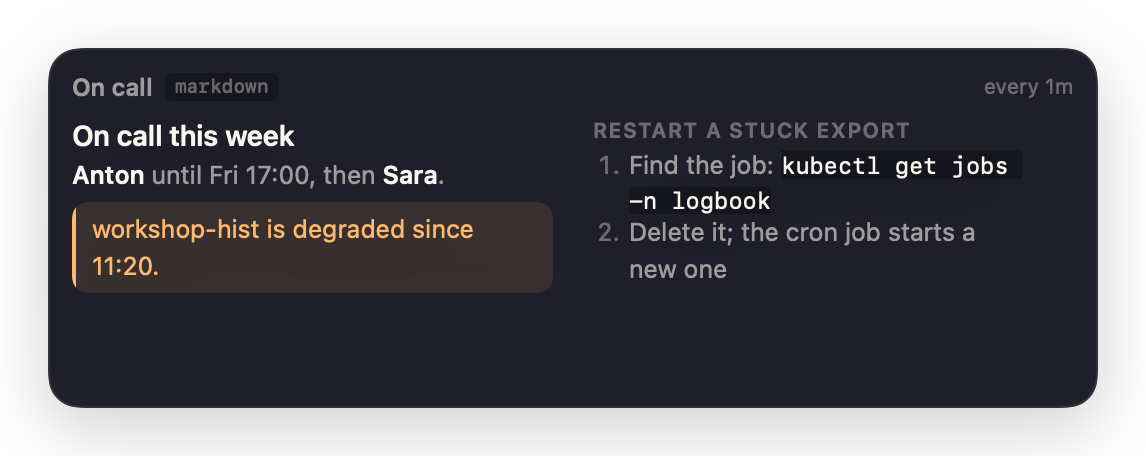 On call markdown every 1m
On call this week
Anton until Fri 17:00, then Sara.
workshop-hist is degraded since
11:20.
RESTART A STUCK EXPORT
1. Find the job: kubectl get jobs
-n logbook
2. Delete it; the cron job starts a
new one